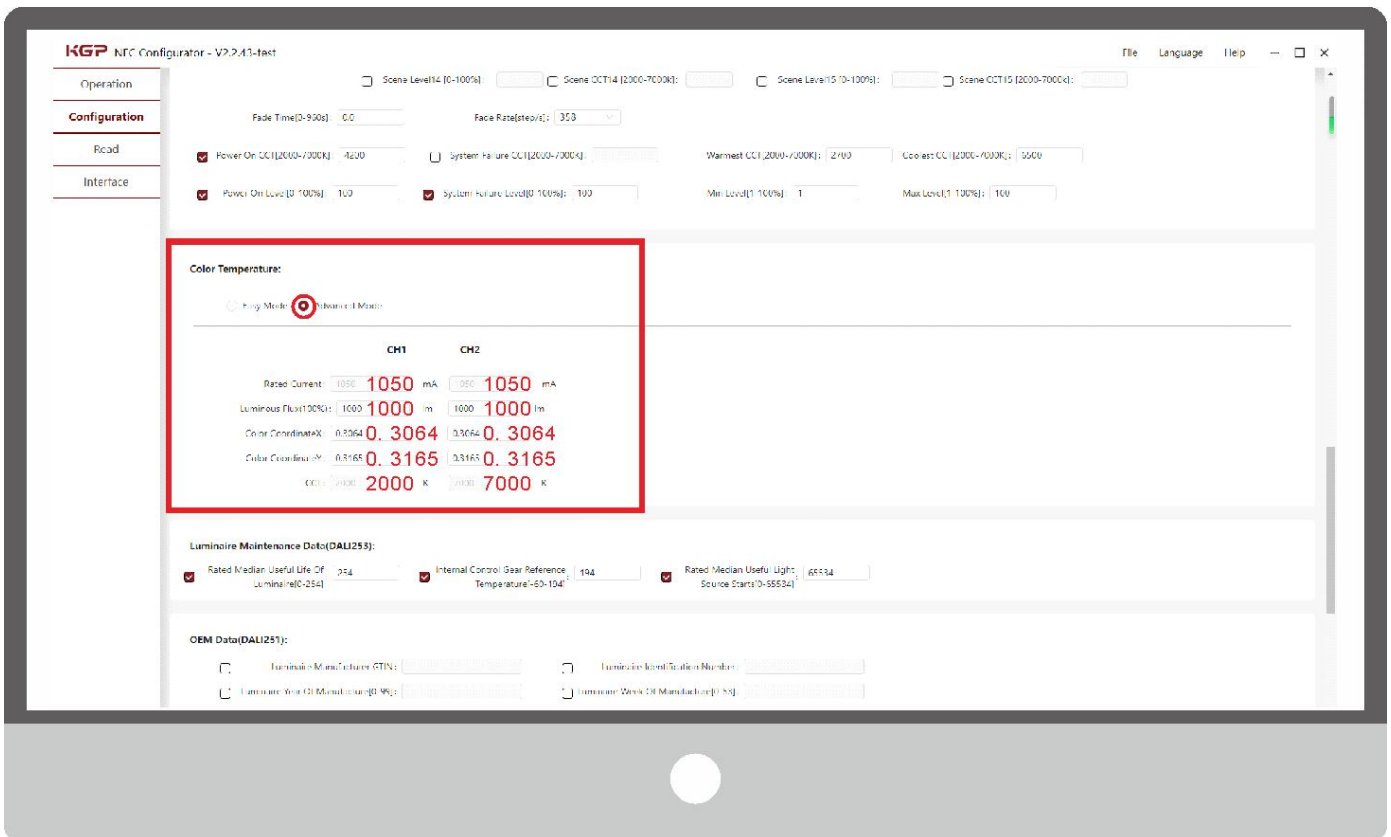 KGP NFC Configurator - V2.2.43-test File Language Help
Operation
Configuration
Read
Interface
Scene Level14 [0-100%]: Scene CCT14 [2000-7000k]: Scene Level15 [0-100%]: Scene CCT15 [2000-7000k]:
Fade Time[0-960s]: 0.0 Fade Rate[step/s]: 358
Power On CCT[2000-7000K]: 4200 System Failure CCT[2000-7000K]: Warmest CCT[2000-7000K]: 2700 Coolest CCT[2000-7000K]: 6500
Power On Level[0-100%]: 100 System Failure Level[0-100%]: 100 Min Level[1-100%]: 1 Max Level[1-100%]: 100
Color Temperature:
Easy Mode Advanced Mode
CH1 CH2
Rated Current: 1050 1050 mA 1050 1050 mA
Luminous Flux(100%): 1000 1000 lm 1000 1000 lm
Color CoordinateX: 0.3064 0. 3064 0.3064 0. 3064
Color CoordinateY: 0.3165 0. 3165 0.3165 0. 3165
CCT: 2000 2000 K 7000 7000 K
Luminaire Maintenance Data(DALI253):
Rated Median Useful Life Of Luminaire[0-254] 254 Internal Control Gear Reference Temperature[-60-194] : 194 Rated Median Useful Light Source Starts[0-65534] : 65534
OEM Data(DALI251):
Luminaire Manufacturer GTIN: Luminaire Identification Number:
Luminaire Year Of Manufacture[0-99]: Luminaire Week Of Manufacture[0-53]: